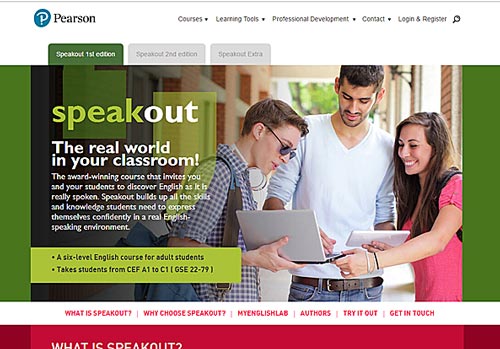 Pearson
Courses ▾ Learning Tools ▾ Professional Development ▾ Contact ▾ Login & Register
Speakout 1st edition Speakout 2nd edition Speakout Extra
speakout
The real world
in your classroom!
The award-winning course that invites you
and your students to discover English as it is
really spoken. Speakout builds up all the skills
and knowledge students need to express
themselves confidently in a real English-
speaking environment.
• A six-level English course for adult students
• Takes students from CEF A1 to C1 ( GSE 22-79 )
WHAT IS SPEAKOUT? | WHY CHOOSE SPEAKOUT? | MYENGLISHLAB | AUTHORS | TRY IT OUT | GET IN TOUCH
WHAT IS SPEAKOUT?